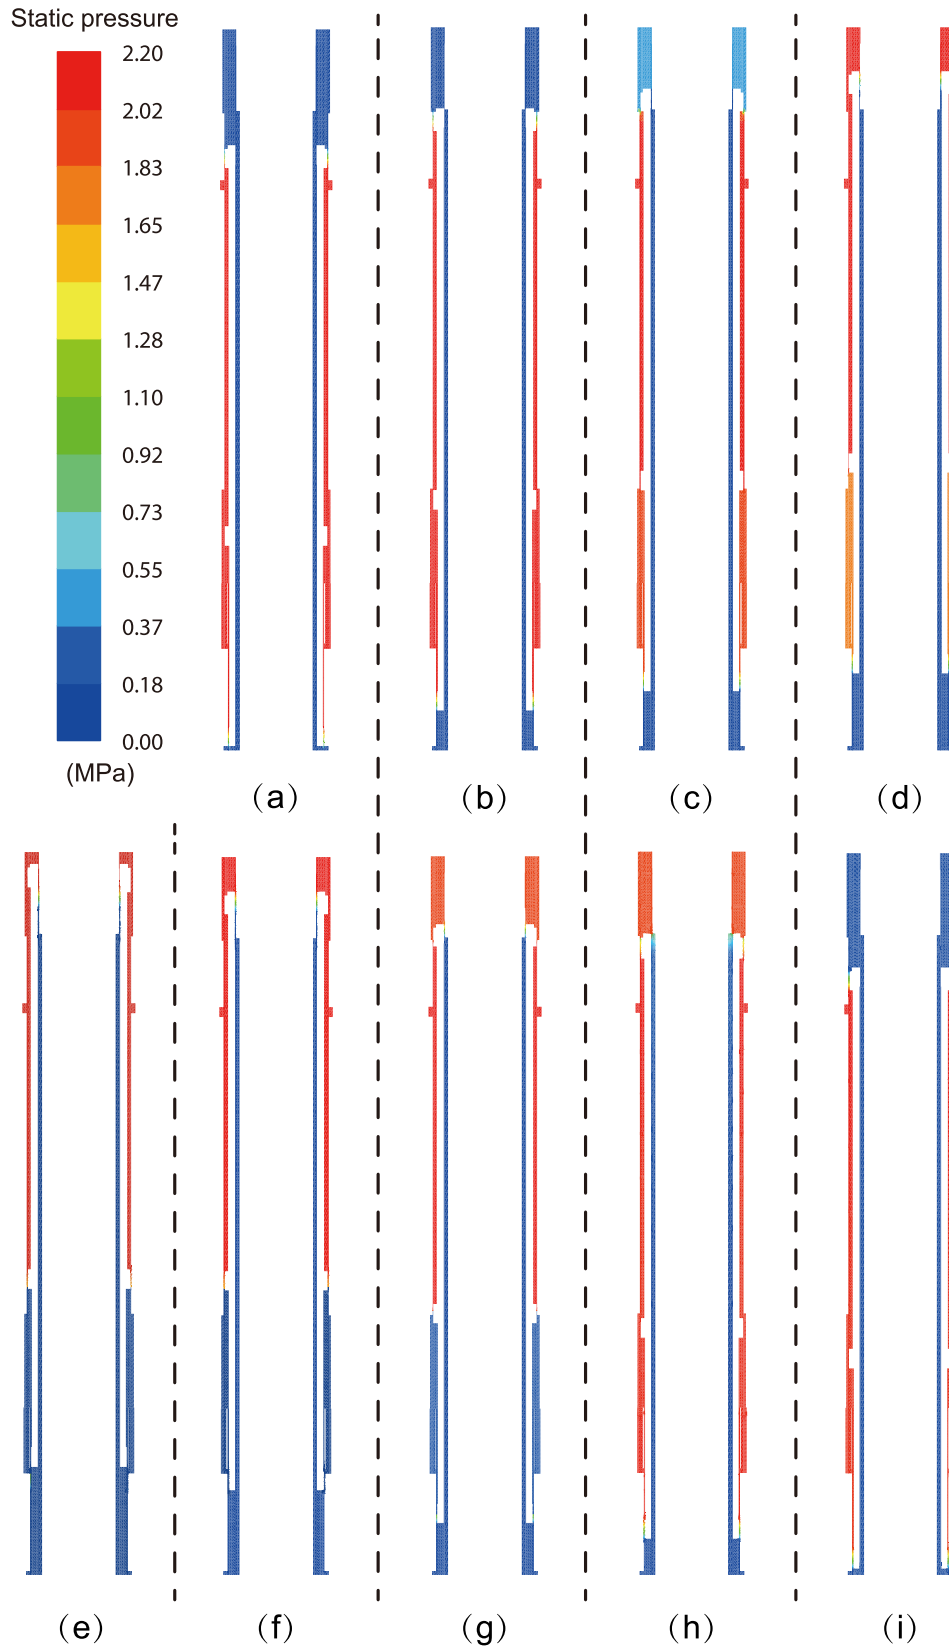 Static pressure
2.20
2.02
1.83
1.65
1.47
1.28
1.10
0.92
0.73
0.55
0.37
0.18
0.00
(MPa)
(a)
(b)
(c)
(d)
(e)
(f)
(g)
(h)
(i)